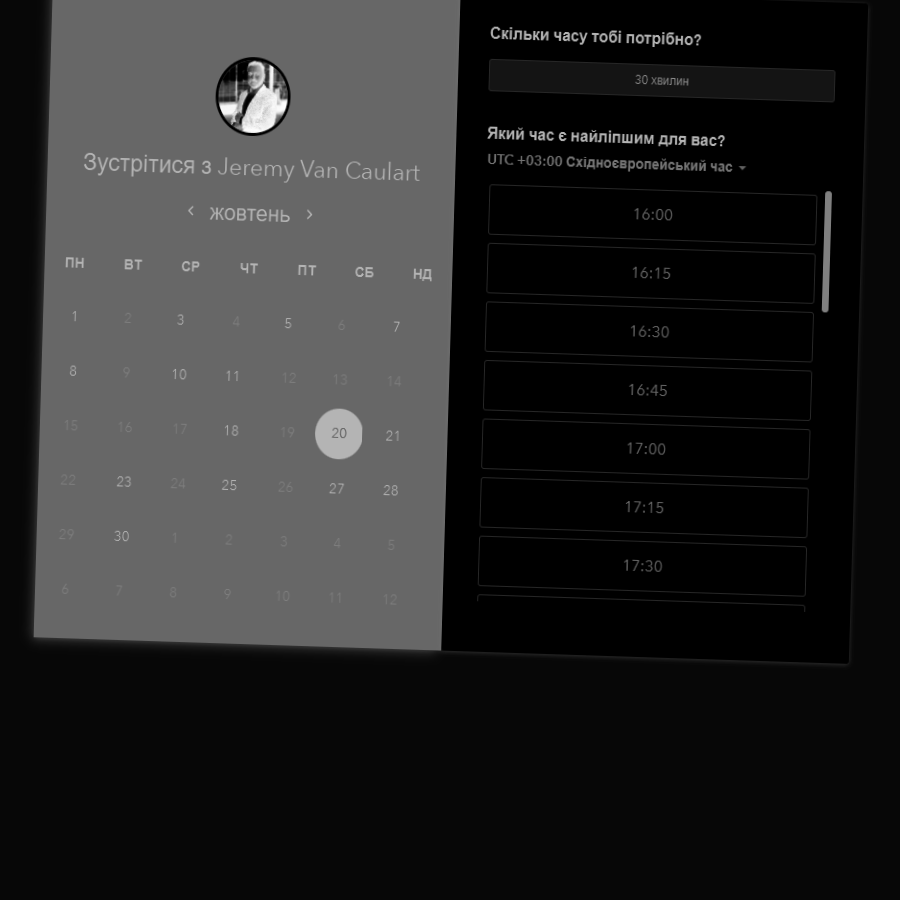 Зустрітися з Jeremy Van Caulart
‹ жовтень ›
ПН ВТ СР ЧТ ПТ СБ НД
1 2 3 4 5 6 7
8 9 10 11 12 13 14
15 16 17 18 19 20 21
22 23 24 25 26 27 28
29 30 1 2 3 4 5
6 7 8 9 10 11 12
Скільки часу тобі потрібно?
30 хвилин
Який час є найліпшим для вас?
UTC +03:00 Східноєвропейський час
16:00
16:15
16:30
16:45
17:00
17:15
17:30